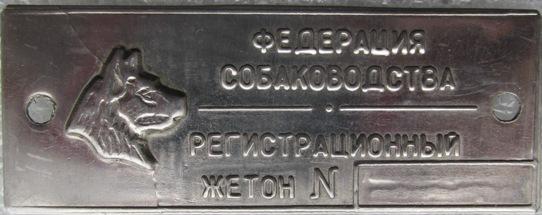 ФЕДЕРАЦИЯ
СОБАКОВОДСТВА
РЕГИСТРАЦИОННЫЙ
ЖЕТОН N